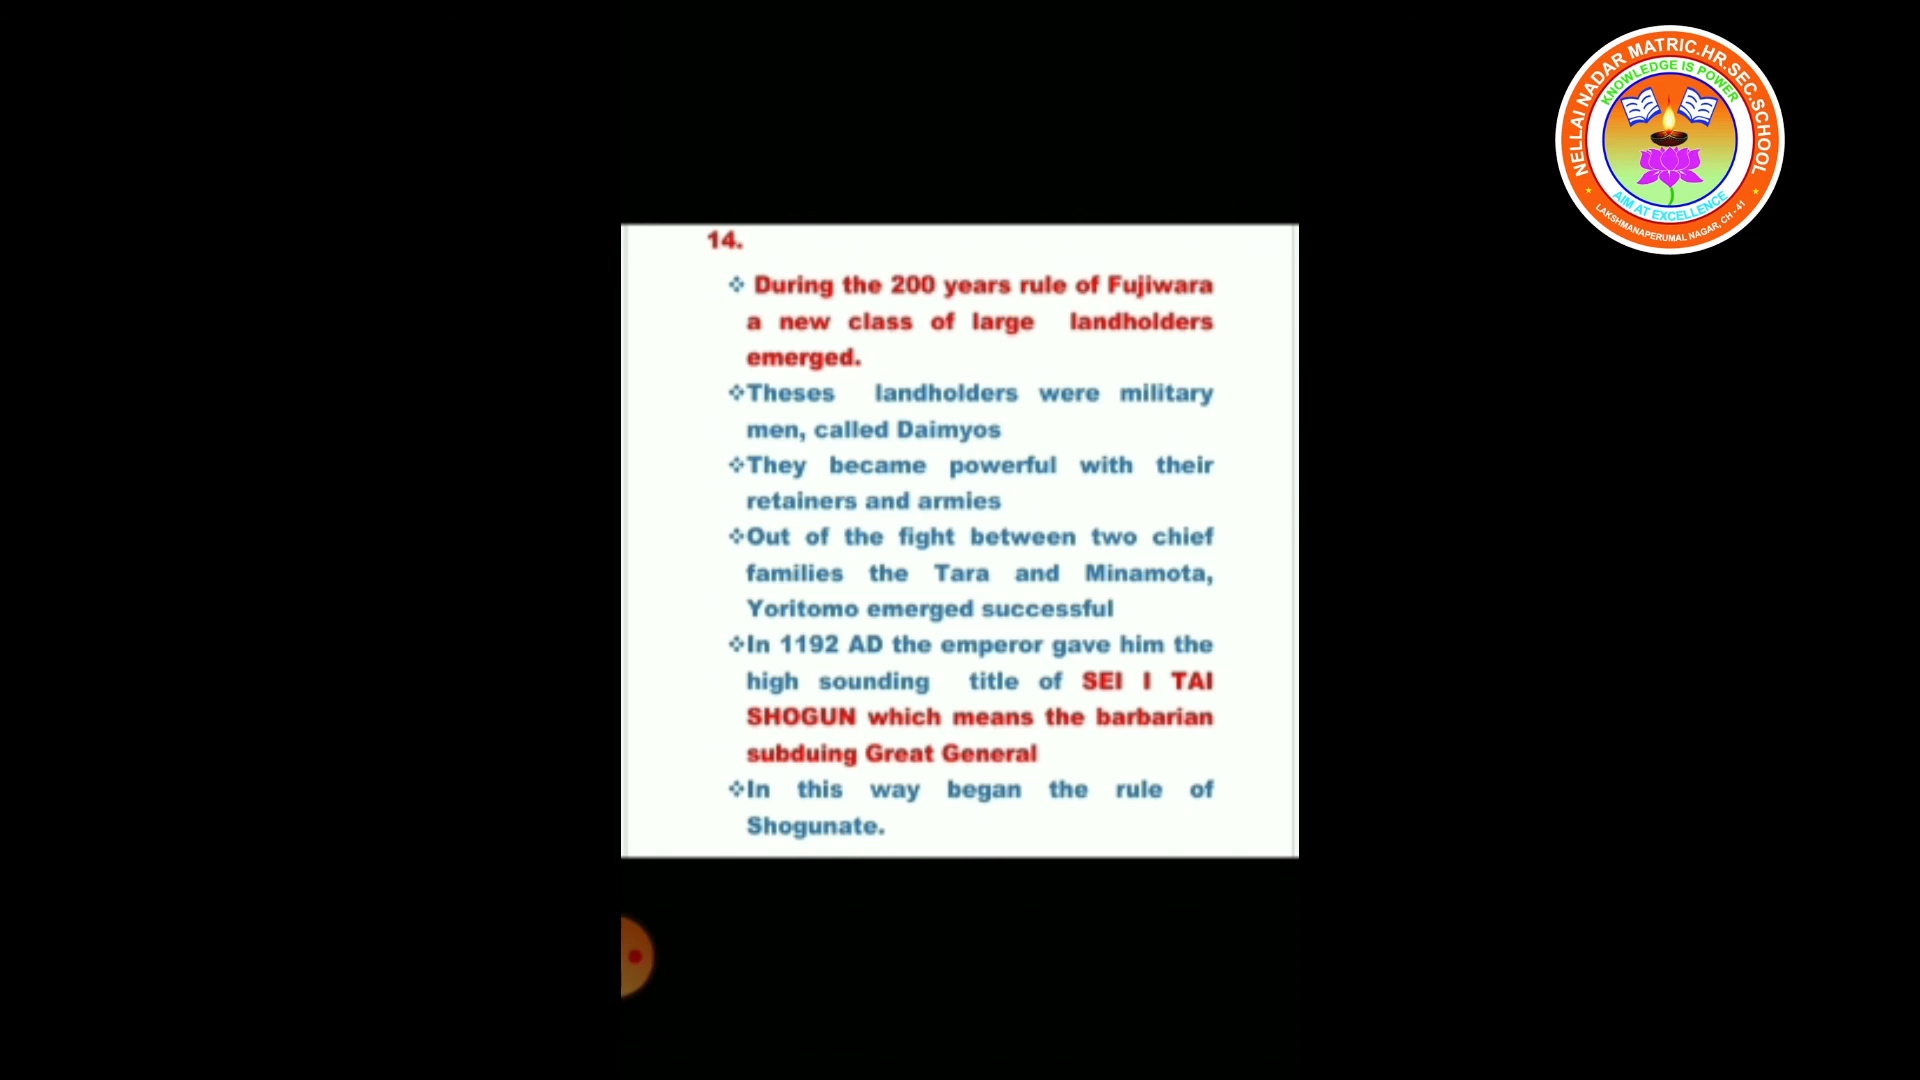 14.
❖ During the 200 years rule of Fujiwara
a new class of large landholders
emerged.
❖Theses landholders were military
men, called Daimyos
❖They became powerful with their
retainers and armies
❖Out of the fight between two chief
families the Tara and Minamota,
Yoritomo emerged successful
❖In 1192 AD the emperor gave him the
high sounding title of SEI I TAI
SHOGUN which means the barbarian
subduing Great General
❖In this way began the rule of
Shogunate.
NELLAI NADAR MATRIC.HR.SEC.SCHOOL
KNOWLEDGE IS POWER
AIM AT EXCELLENCE
LAKSHMANAPERUMAL NAGAR, CH - 41